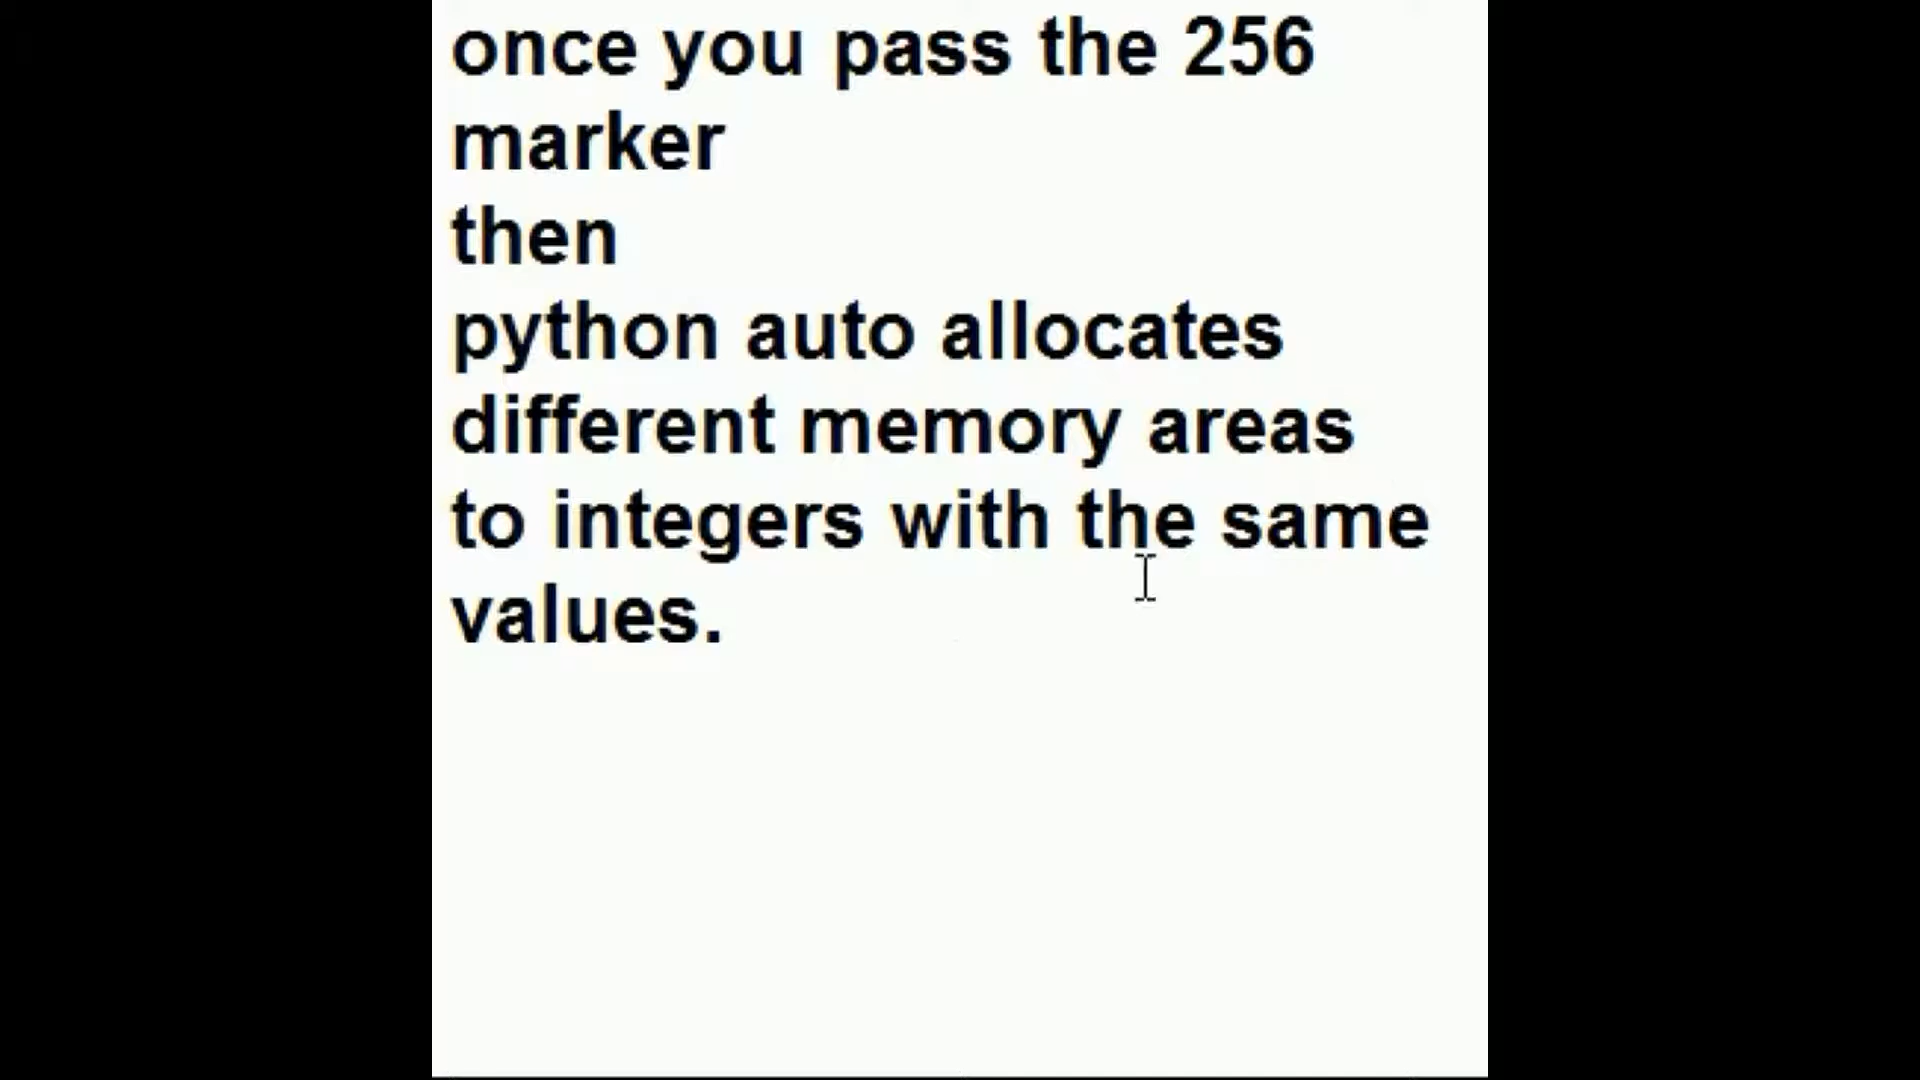 once you pass the 256
marker
then
python auto allocates
different memory areas
to integers with the same
values.